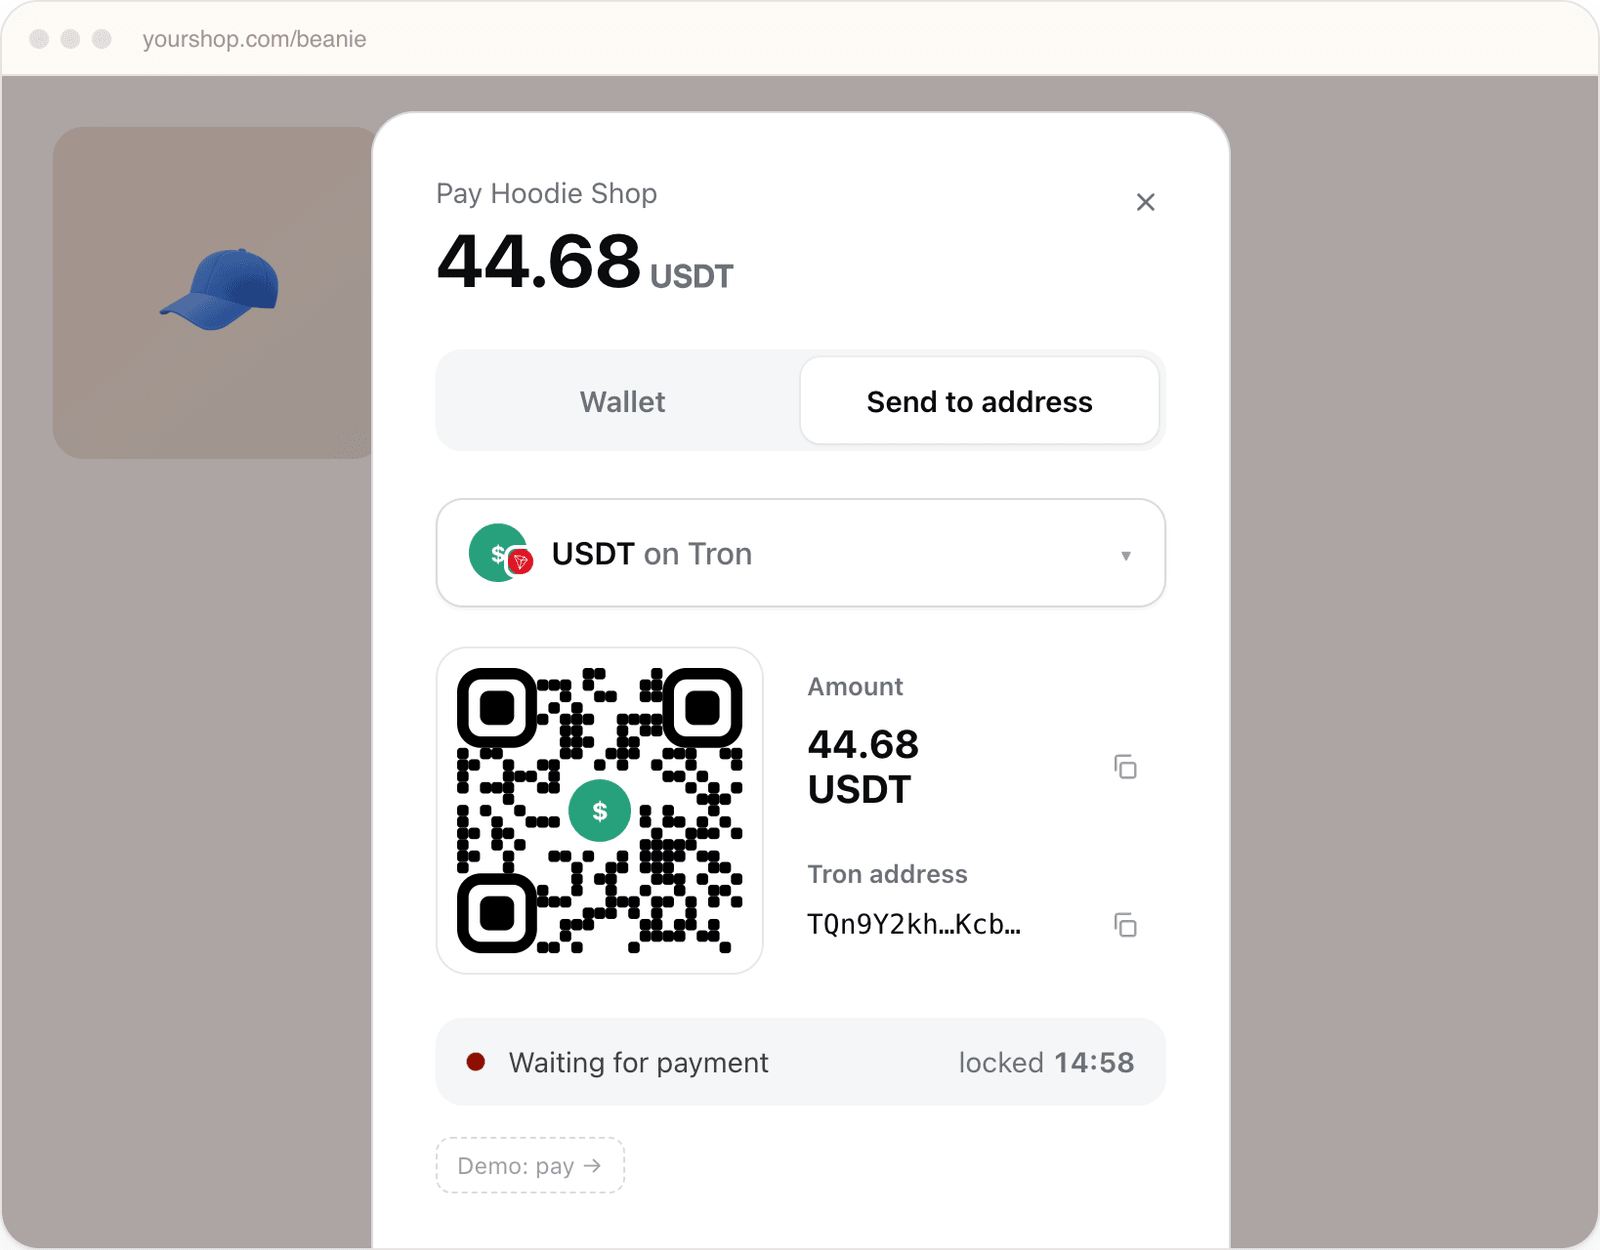 yourshop.com/beanie
Pay Hoodie Shop
44.68 USDT
Wallet
Send to address
$
USDT on Tron
▾
$
Amount
44.68
USDT
Tron address
TQn9Y2kh…Kcb…
Waiting for payment
locked 14:58
Demo: pay →